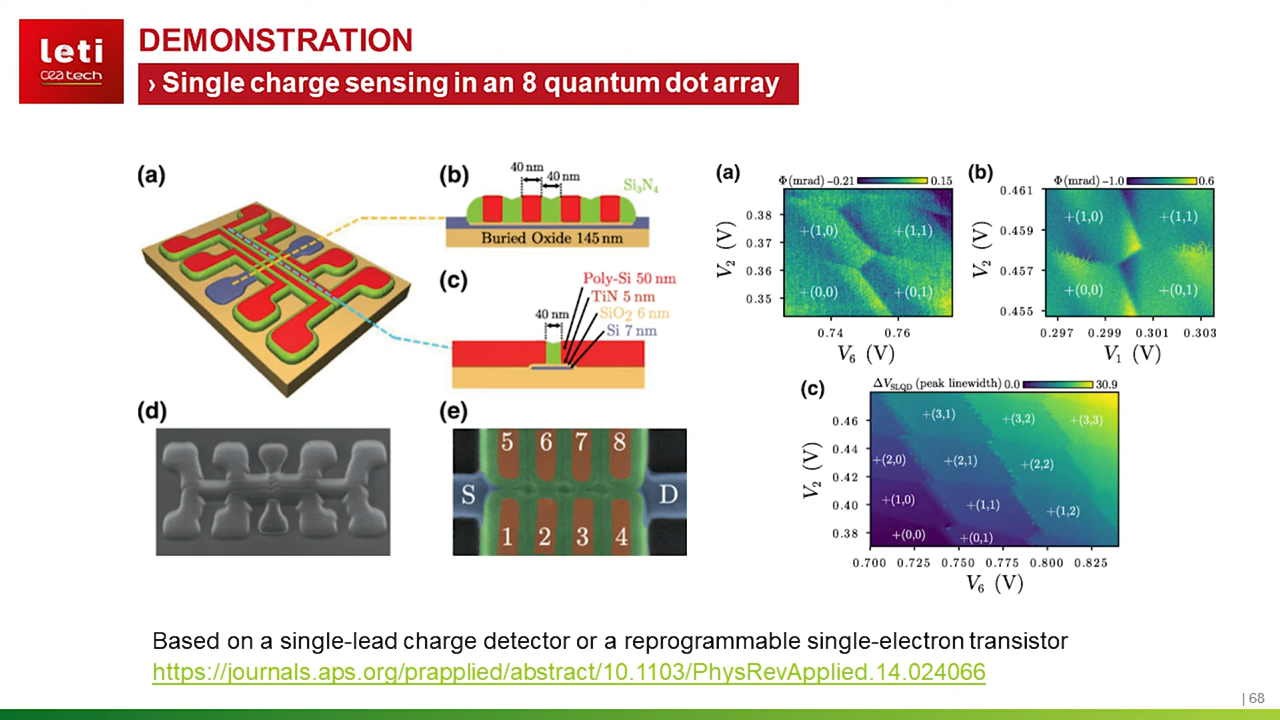 leti
cea tech
DEMONSTRATION
› Single charge sensing in an 8 quantum dot array
(a)
(b)
40 nm
40 nm
Si₃N₄
Buried Oxide 145 nm
(c)
Poly-Si 50 nm
TiN 5 nm
SiO₂ 6 nm
Si 7 nm
40 nm
(d)
(e)
5 6 7 8
S D
1 2 3 4
(a)
Φ (mrad) −0.21 0.15
V₂ (V)
0.38
0.37
0.36
0.35
+(1,0) +(1,1)
+(0,0) +(0,1)
0.74 0.76
V₆ (V)
(b)
Φ (mrad) −1.0 0.6
V₂ (V)
0.461
0.459
0.457
0.455
+(1,0) +(1,1)
+(0,0) +(0,1)
0.297 0.299 0.301 0.303
V₁ (V)
(c)
ΔV_SLQD (peak linewidth) 0.0 30.9
V₂ (V)
0.46
0.44
0.42
0.40
0.38
+(3,1) +(3,2) +(3,3)
+(2,0) +(2,1) +(2,2)
+(1,0) +(1,1) +(1,2)
+(0,0) +(0,1)
0.700 0.725 0.750 0.775 0.800 0.825
V₆ (V)
Based on a single-lead charge detector or a reprogrammable single-electron transistor
https://journals.aps.org/prapplied/abstract/10.1103/PhysRevApplied.14.024066
| 68